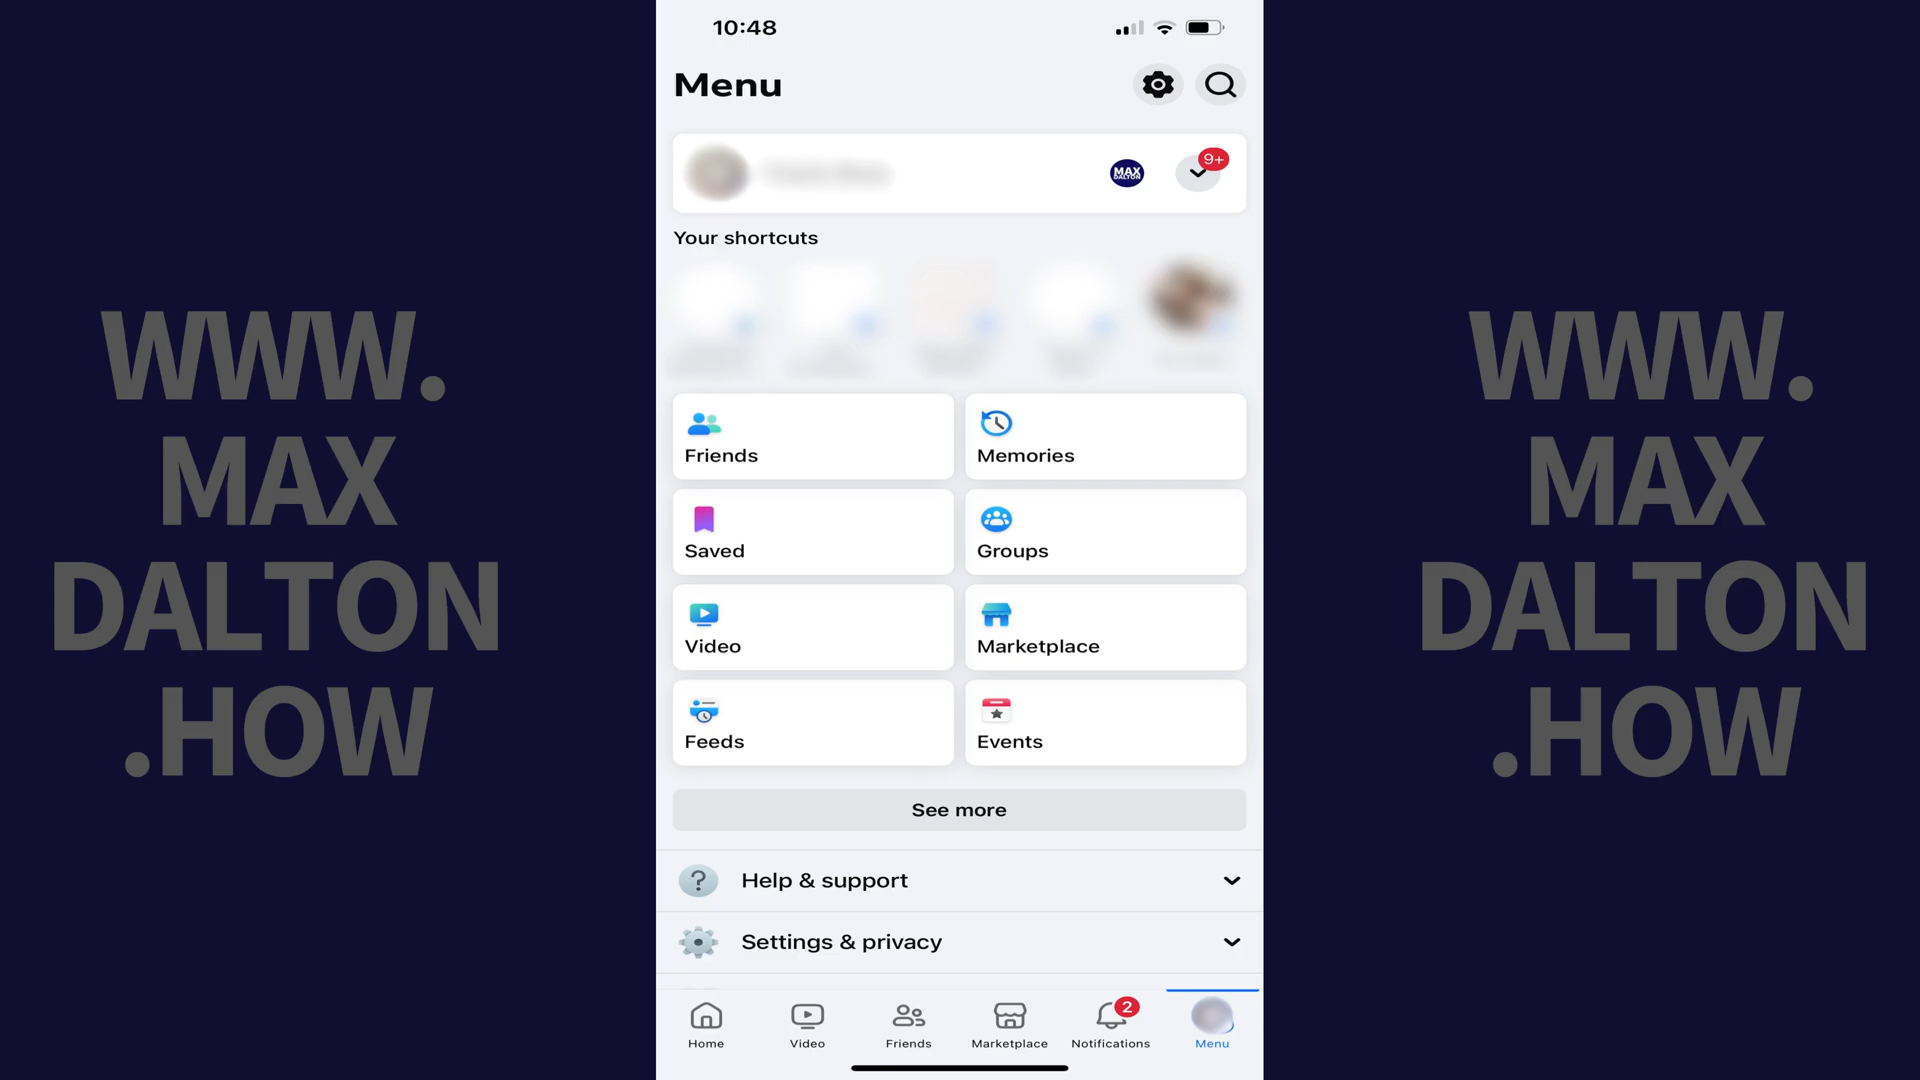 10:48
Menu
MAX
DALTON
9+
Your shortcuts
Friends
Memories
Saved
Groups
Video
Marketplace
Feeds
Events
See more
Help & support
Settings & privacy
2
Home
Video
Friends
Marketplace
Notifications
Menu
WWW.
MAX
DALTON
.HOW
WWW.
MAX
DALTON
.HOW